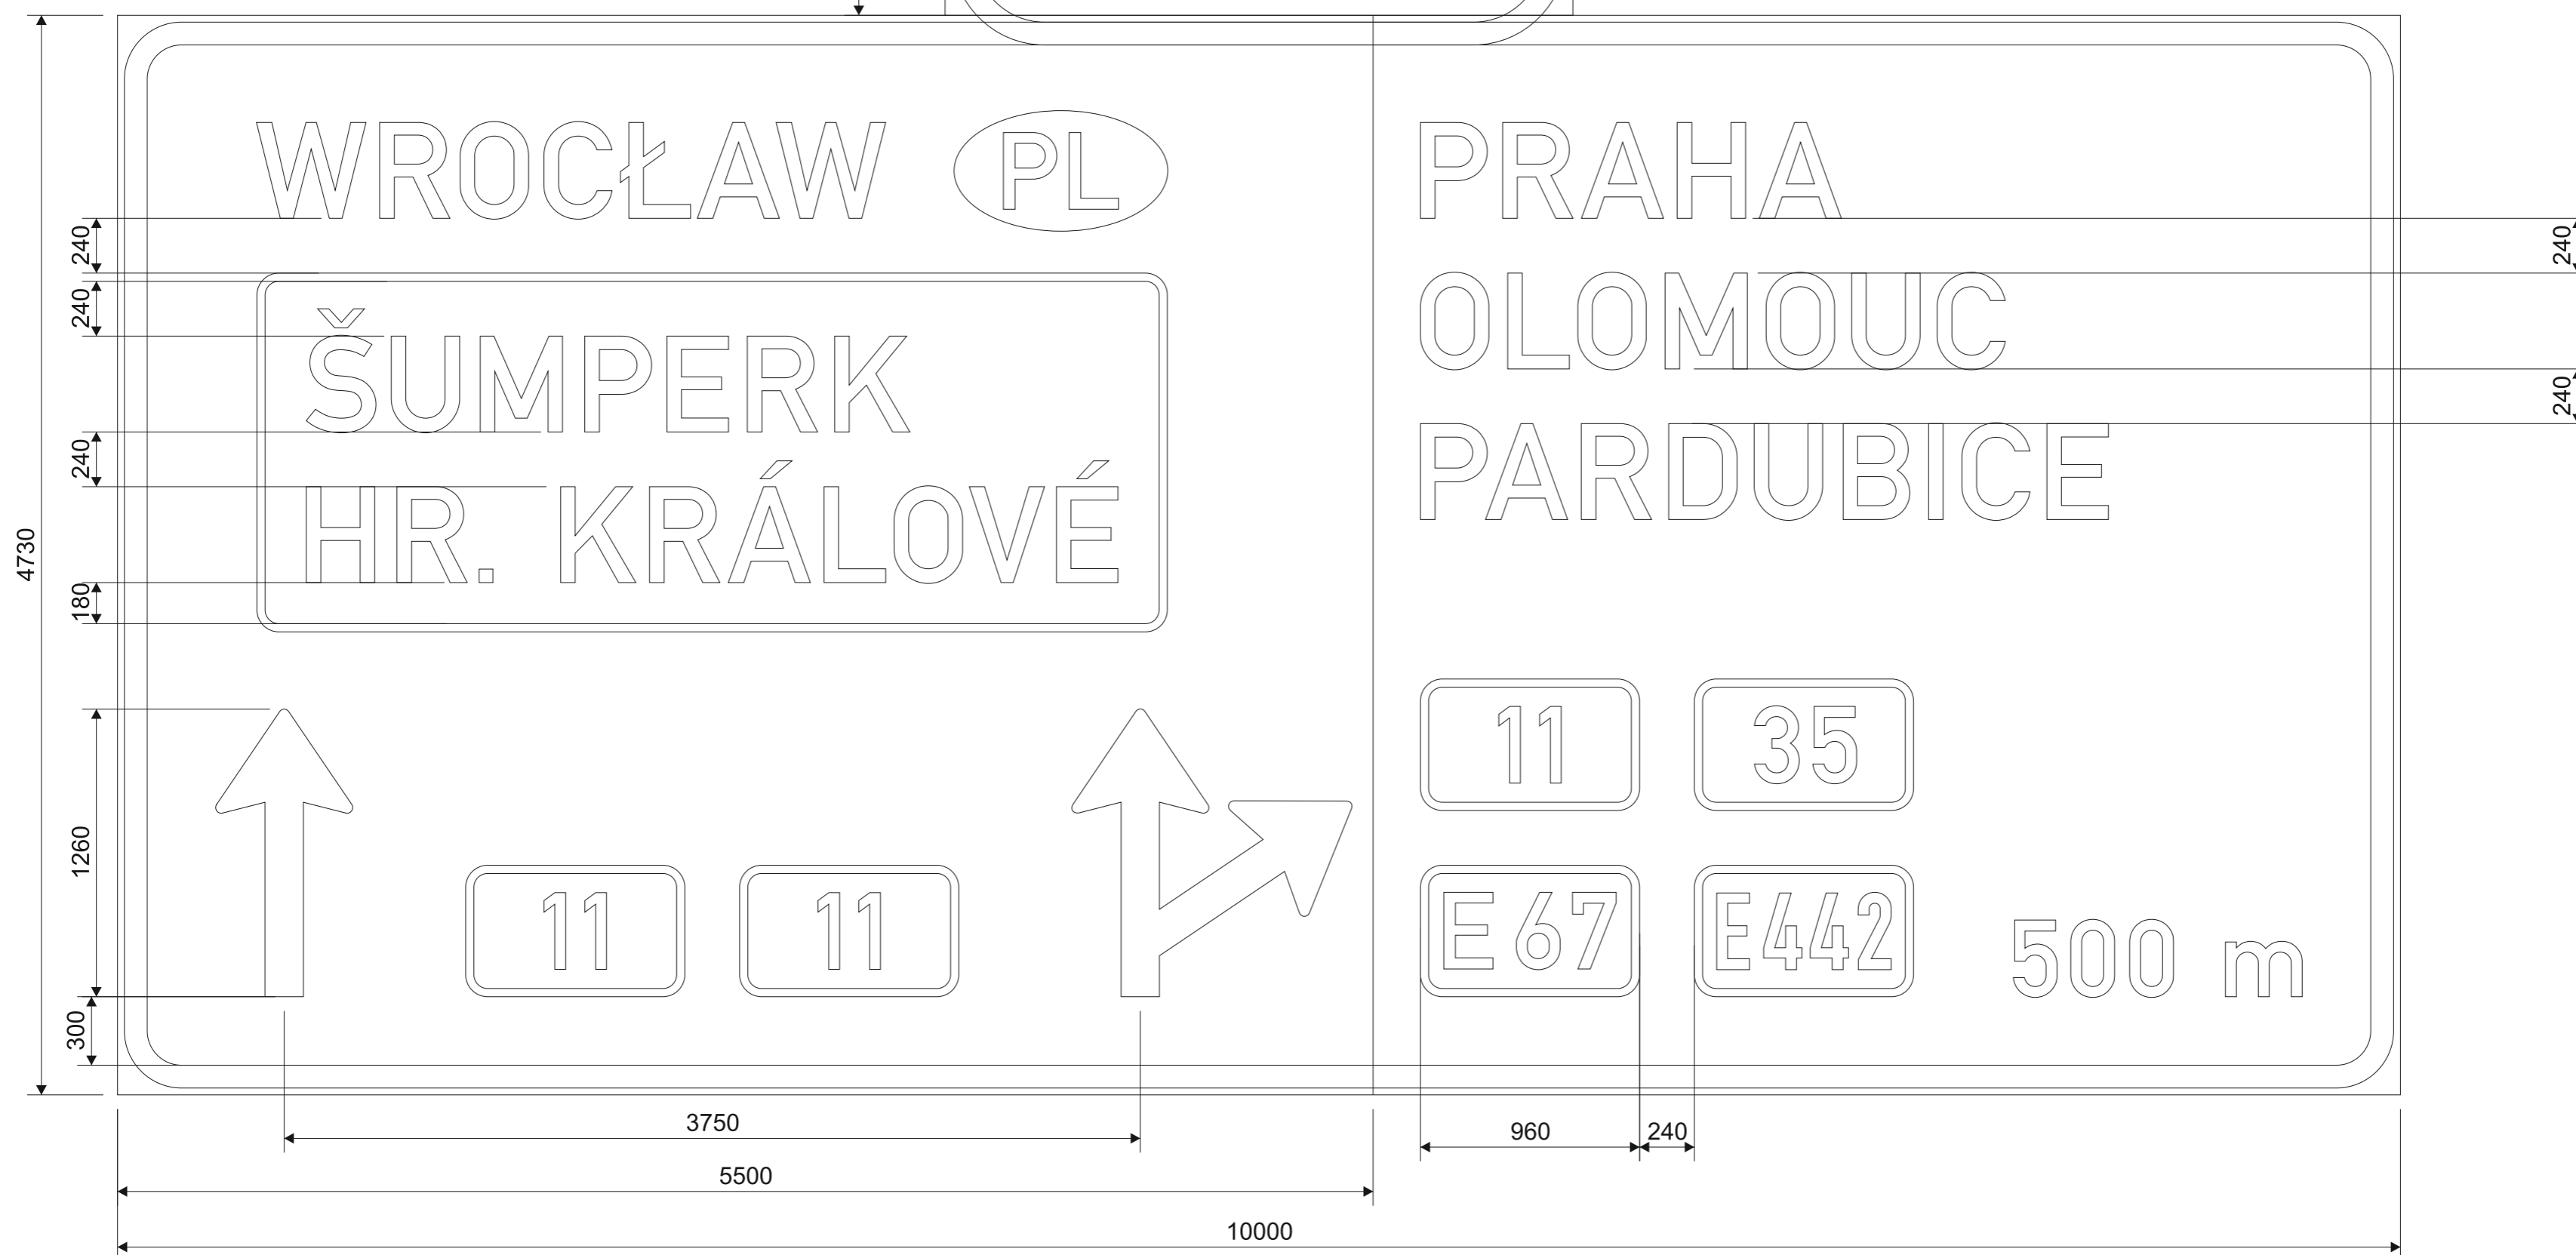 WROCŁAW PL
PRAHA
240
240
OLOMOUC
240
ŠUMPERK
240
PARDUBICE
240
HR. KRÁLOVÉ
4730
180
11 35
1260
11 11
E 67 E442
500 m
300
3750
960 240
5500
10000